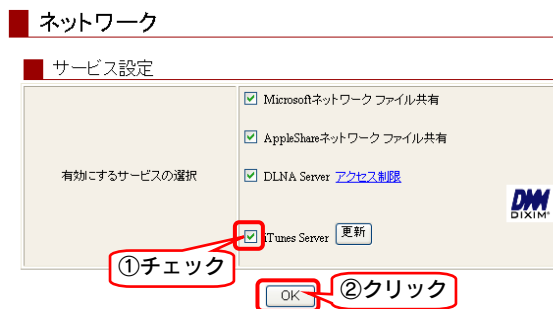 ネットワーク
サービス設定
有効にするサービスの選択
Microsoftネットワーク ファイル共有
AppleShareネットワーク ファイル共有
DLNA Server アクセス制限
DiXiM
iTunes Server 更新
①チェック
OK
②クリック